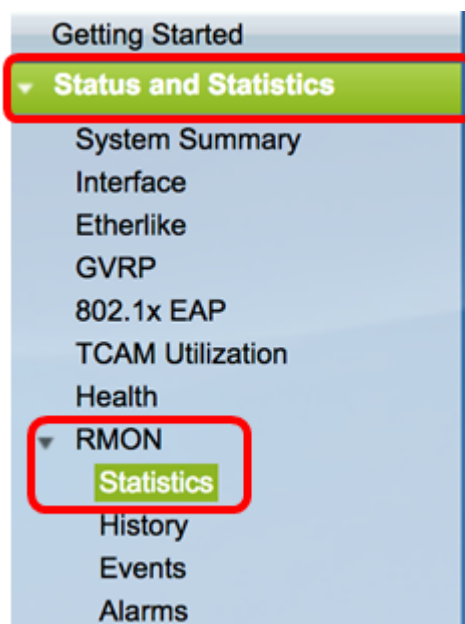 Getting Started
Status and Statistics
System Summary
Interface
Etherlike
GVRP
802.1x EAP
TCAM Utilization
Health
RMON
Statistics
History
Events
Alarms